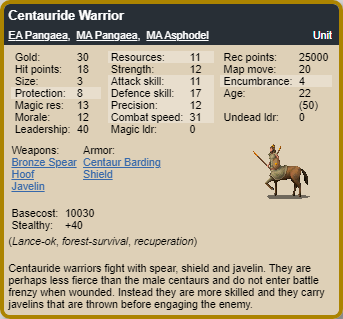 Centauride Warrior
EA Pangaea, MA Pangaea, MA Asphodel Unit
Gold: 30 Resources: 11 Rec points: 25000
Hit points: 18 Strength: 12 Map move: 20
Size: 3 Attack skill: 11 Encumbrance: 4
Protection: 8 Defence skill: 17 Age: 22
Magic res: 13 Precision: 12 (50)
Morale: 12 Combat speed: 31 Undead ldr: 0
Leadership: 40 Magic ldr: 0
Weapons: Armor:
Bronze Spear Centaur Barding
Hoof Shield
Javelin
Basecost: 10030
Stealthy: +40
(Lance-ok, forest-survival, recuperation)
Centauride warriors fight with spear, shield and javelin. They are
perhaps less fierce than the male centaurs and do not enter battle
frenzy when wounded. Instead they are more skilled and they carry
javelins that are thrown before engaging the enemy.